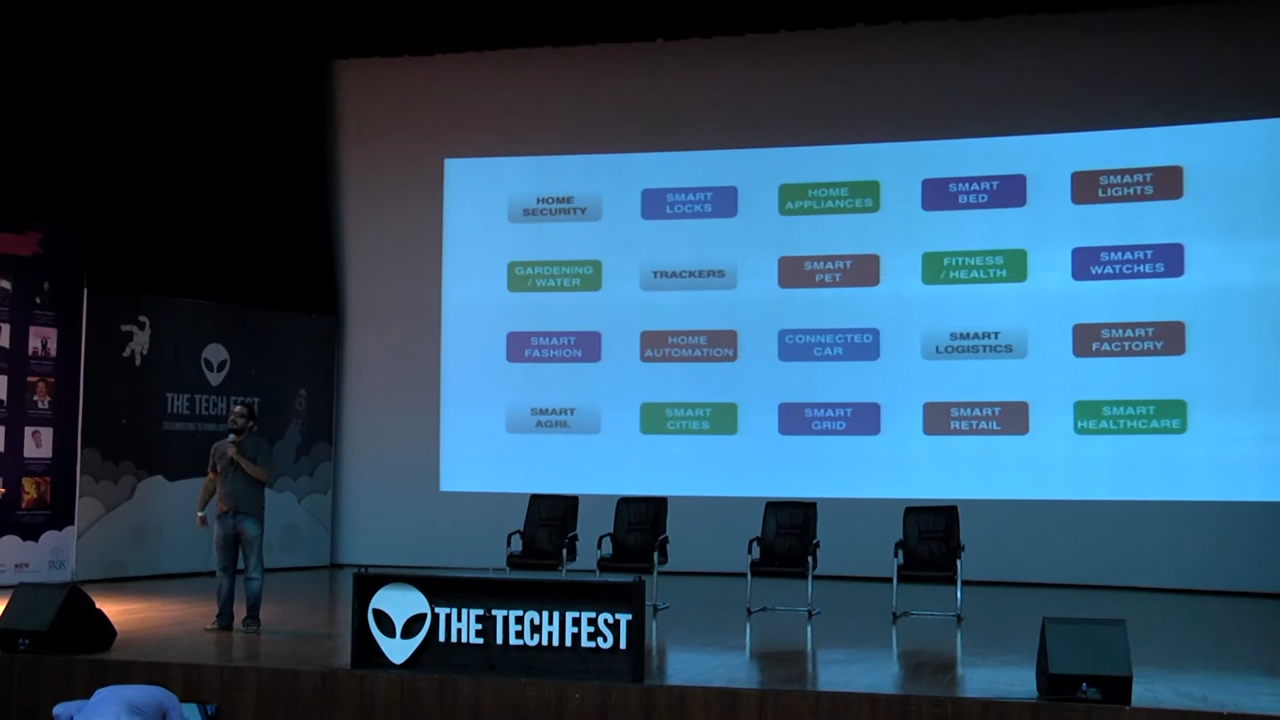 HOME
SECURITY
SMART
LOCKS
HOME
APPLIANCES
SMART
BED
SMART
LIGHTS
GARDENING
/ WATER
TRACKERS
SMART
PET
FITNESS
/ HEALTH
SMART
WATCHES
SMART
FASHION
HOME
AUTOMATION
CONNECTED
CAR
SMART
LOGISTICS
SMART
FACTORY
SMART
AGRI.
SMART
CITIES
SMART
GRID
SMART
RETAIL
SMART
HEALTHCARE
THE TECH FEST
THE TECH FEST
NEN
TASK